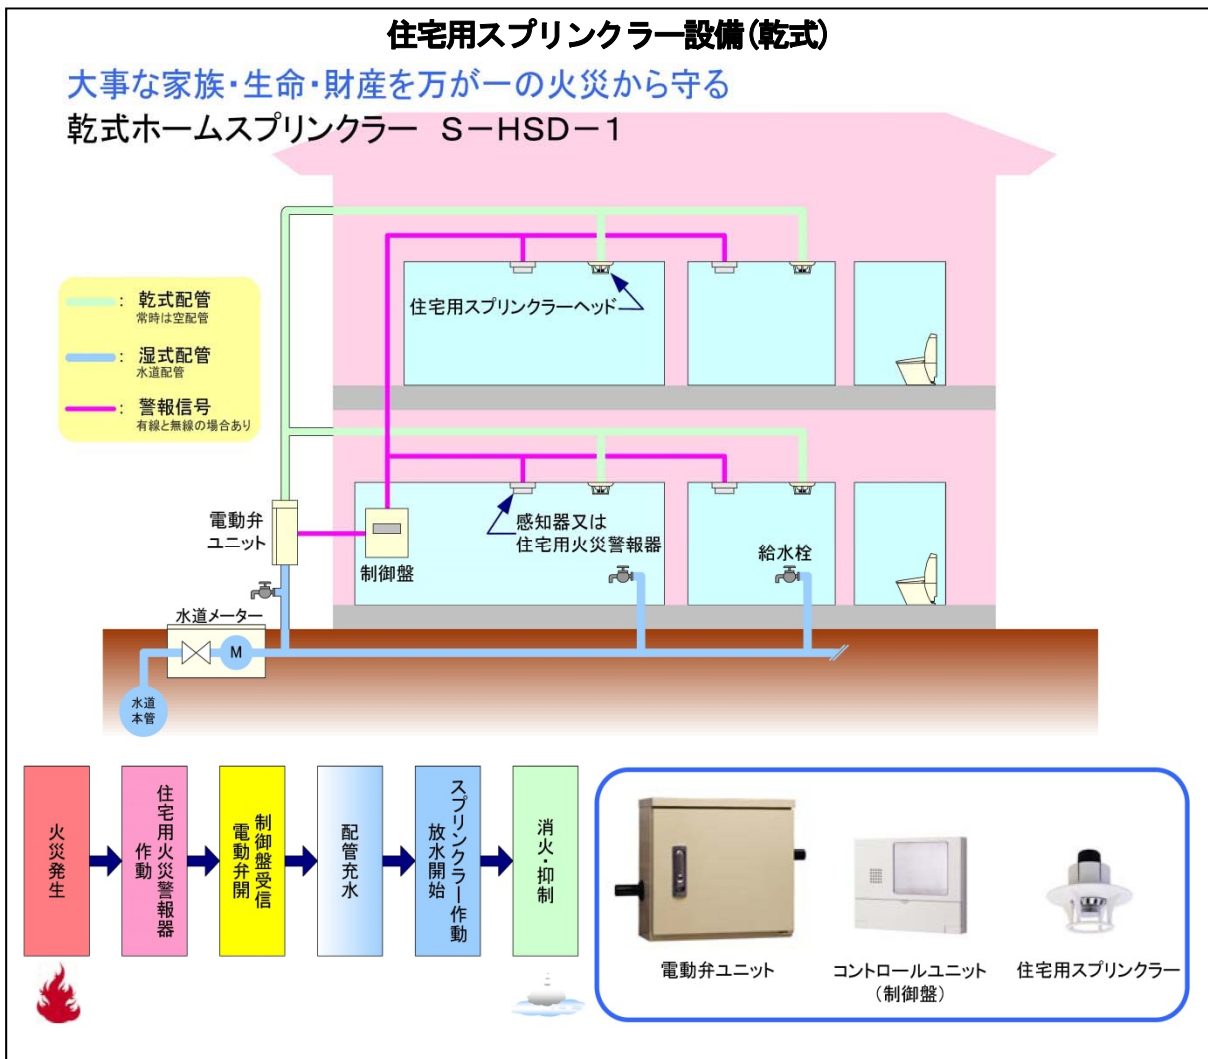 住宅用スプリンクラー設備(乾式)
大事な家族・生命・財産を万が一の火災から守る
乾式ホームスプリンクラー　S－HSD－1
：乾式配管
常時は空配管
：湿式配管
水道配管
：警報信号
有線と無線の場合あり
住宅用スプリンクラーヘッド
電動弁
ユニット
制御盤
感知器又は
住宅用火災警報器
給水栓
水道メーター
M
水道
本管
火災発生
住宅用火災警報器
作動
制御盤受信
電動弁開
配管充水
スプリンクラー作動
放水開始
消火・抑制
電動弁ユニット
コントロールユニット
（制御盤）
住宅用スプリンクラー